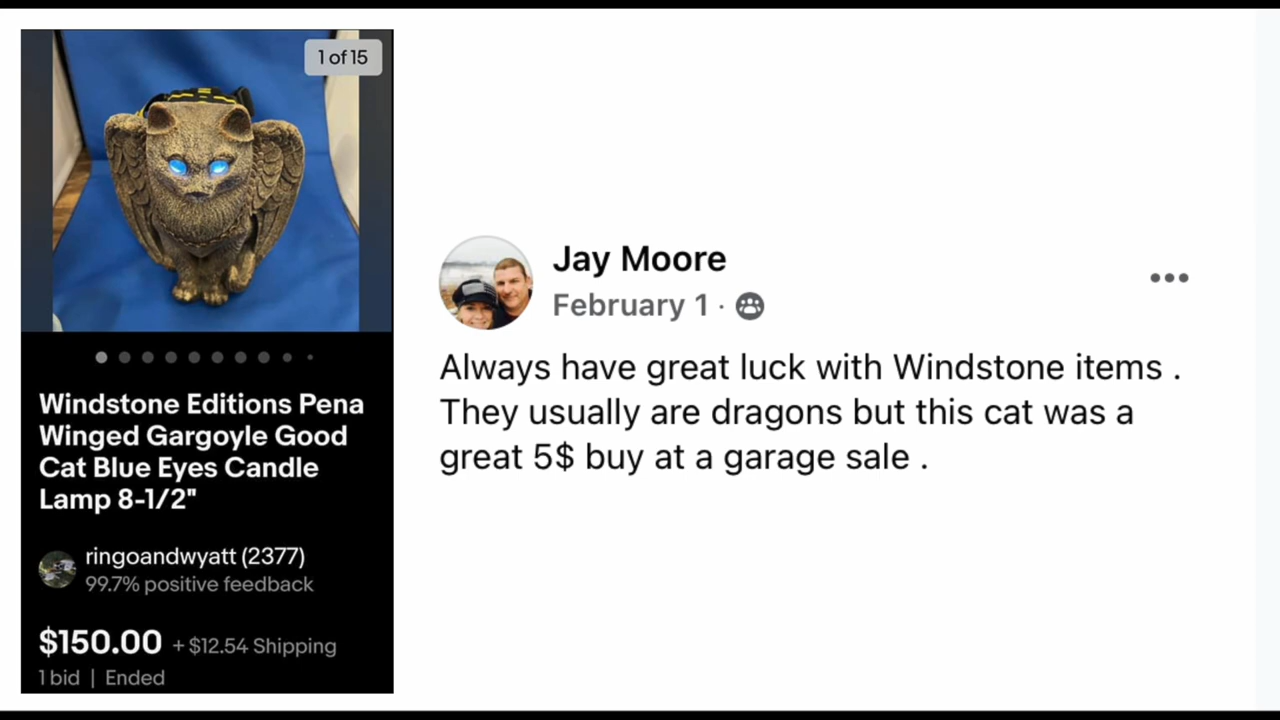 1 of 15
Windstone Editions Pena
Winged Gargoyle Good
Cat Blue Eyes Candle
Lamp 8-1/2"
ringoandwyatt (2377)
99.7% positive feedback
$150.00 + $12.54 Shipping
1 bid | Ended
Jay Moore
February 1 ·
Always have great luck with Windstone items .
They usually are dragons but this cat was a
great 5$ buy at a garage sale .